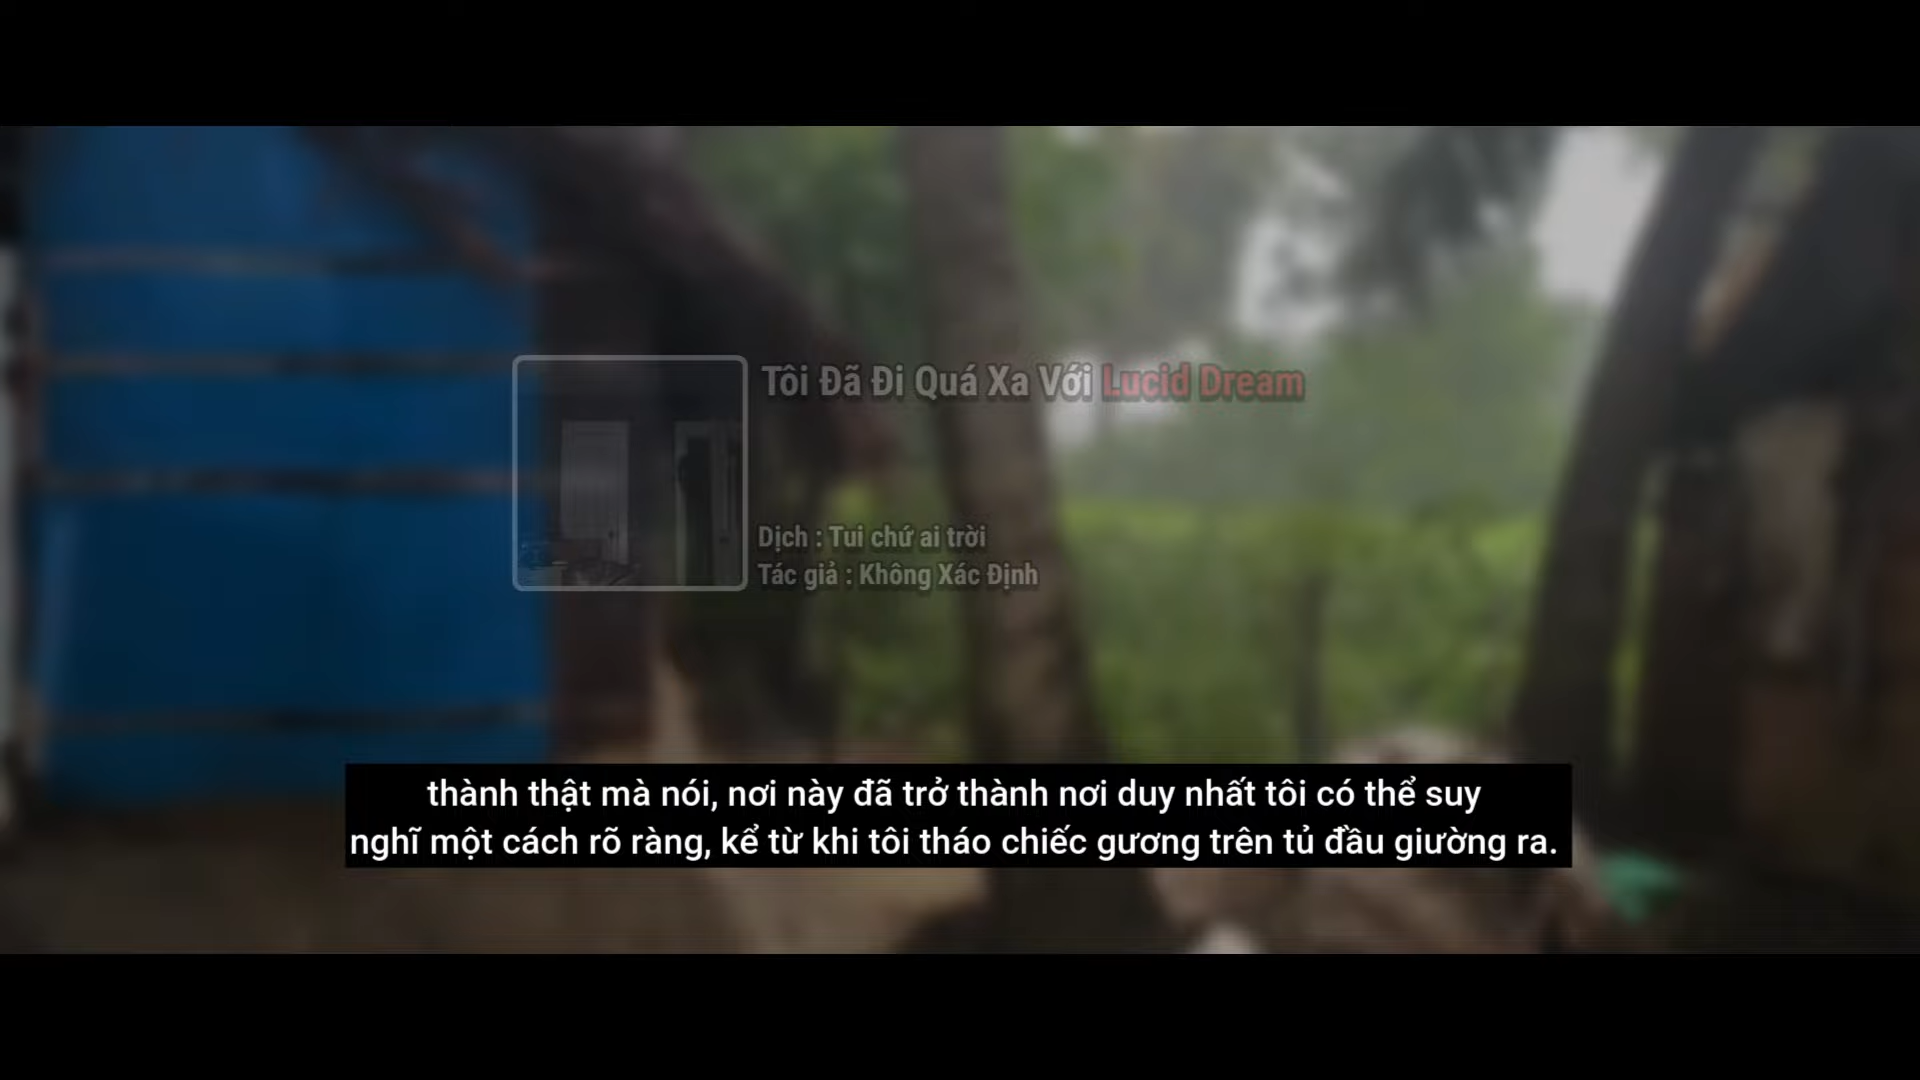 Tôi Đã Đi Quá Xa Với Lucid Dream
Dịch : Tui chứ ai trời
Tác giả : Không Xác Định
thành thật mà nói, nơi này đã trở thành nơi duy nhất tôi có thể suy
nghĩ một cách rõ ràng, kể từ khi tôi tháo chiếc gương trên tủ đầu giường ra.